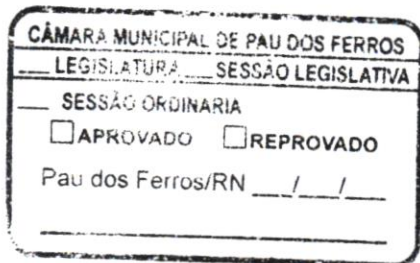 CÂMARA MUNICIPAL DE PAU DOS FERROS
___ LEGISLATURA ___ SESSÃO LEGISLATIVA
___ SESSÃO ORDINARIA
☐APROVADO ☐REPROVADO
Pau dos Ferros/RN ___/___/___